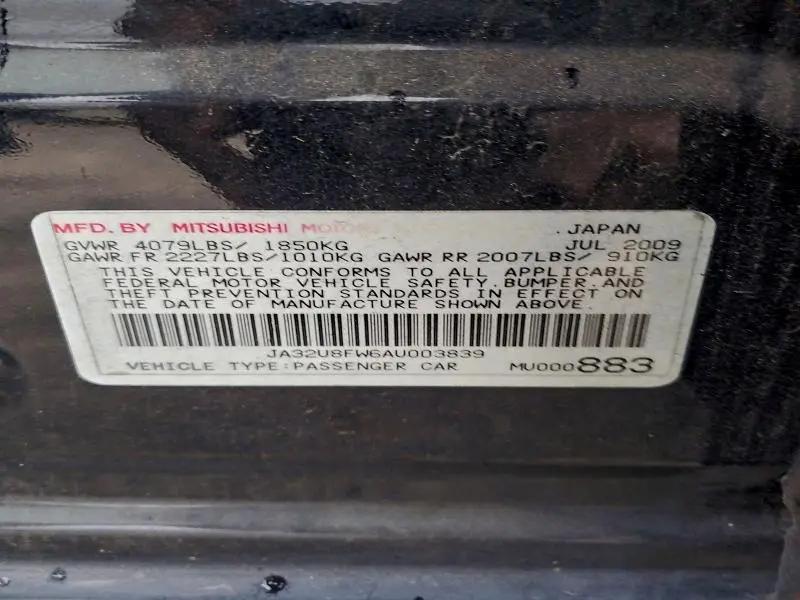 MFD. BY MITSUBISHI MOTORS JAPAN
GVWR 4079LBS/ 1850KG JUL 2009
GAWR FR 2227LBS/1010KG GAWR RR 2007LBS/ 910KG
THIS VEHICLE CONFORMS TO ALL APPLICABLE
FEDERAL MOTOR VEHICLE SAFETY.BUMPER.AND
THEFT PREVENTION STANDARDS IN EFFECT ON
THE DATE OF MANUFACTURE SHOWN ABOVE.
JA32U8FW6AU003839
VEHICLE TYPE:PASSENGER CAR MU000883